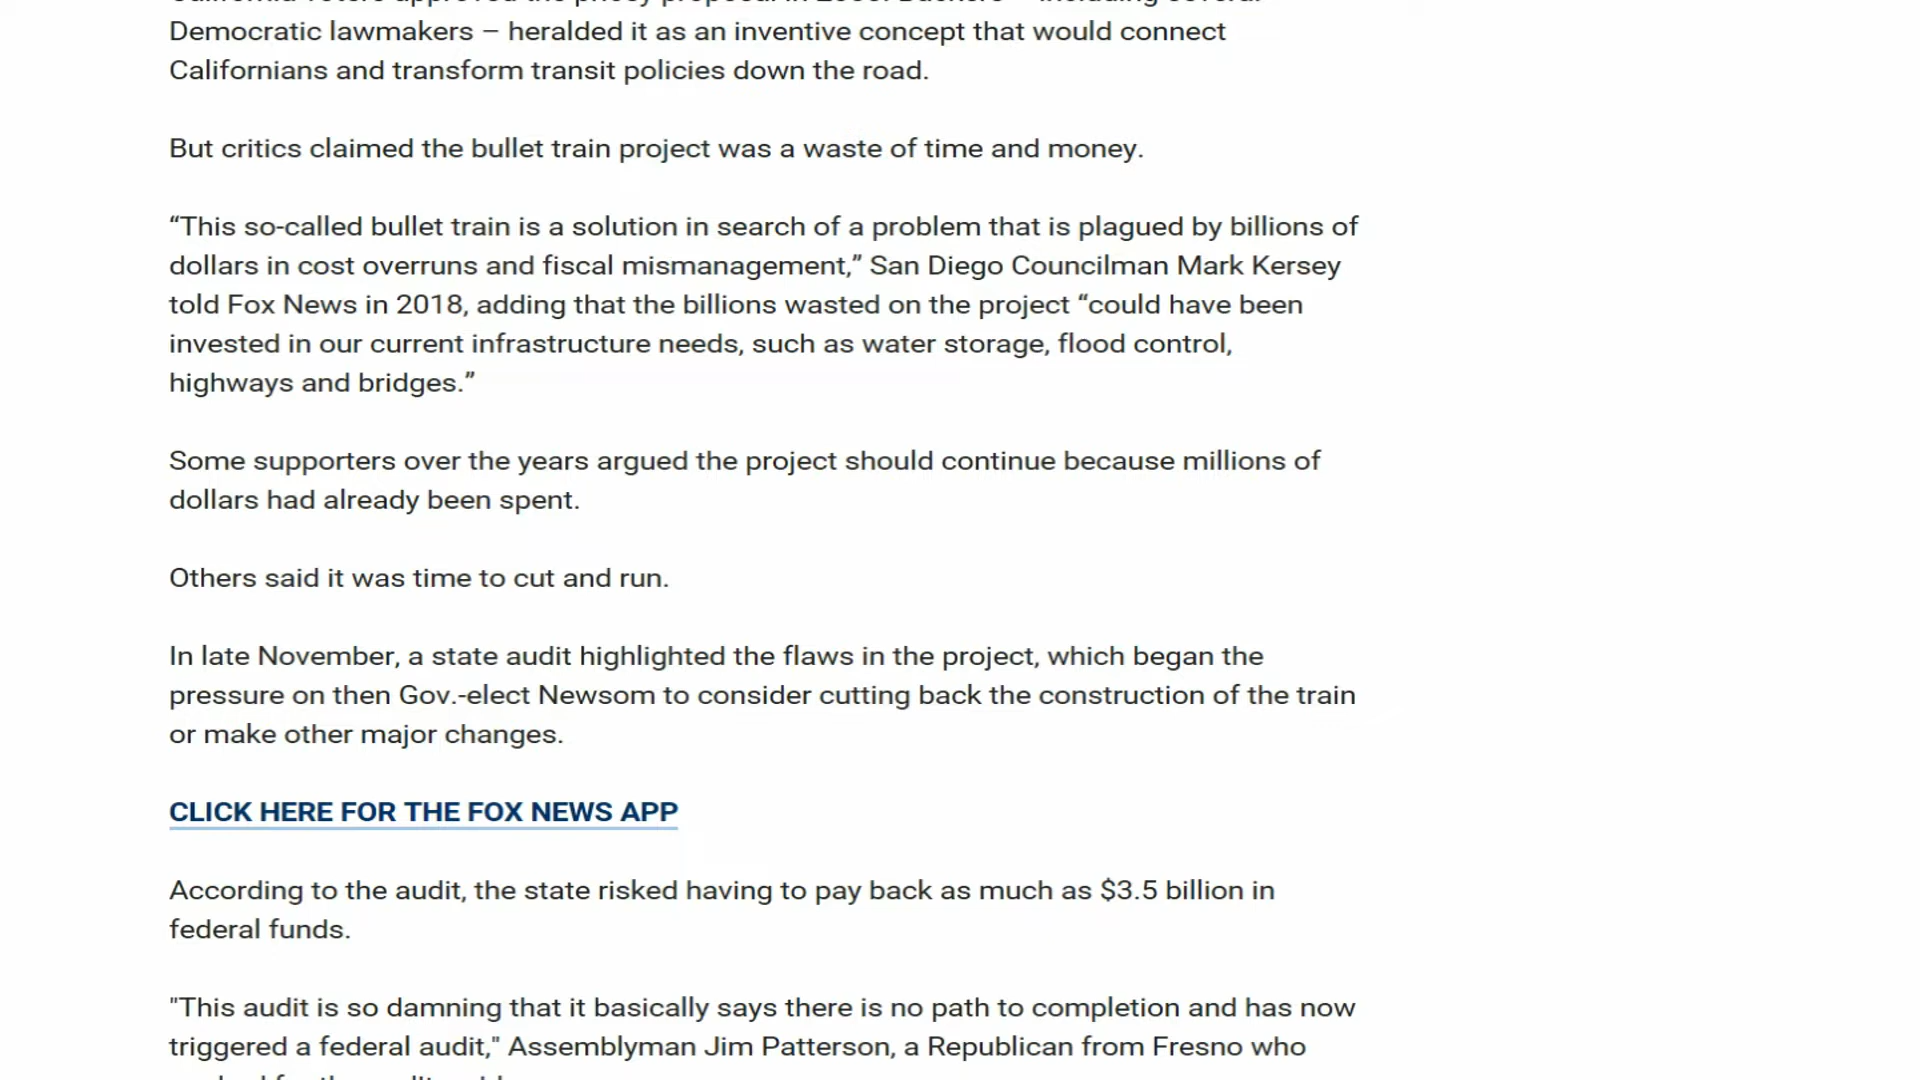 Democratic lawmakers – heralded it as an inventive concept that would connect
Californians and transform transit policies down the road.
But critics claimed the bullet train project was a waste of time and money.
“This so-called bullet train is a solution in search of a problem that is plagued by billions of
dollars in cost overruns and fiscal mismanagement,” San Diego Councilman Mark Kersey
told Fox News in 2018, adding that the billions wasted on the project “could have been
invested in our current infrastructure needs, such as water storage, flood control,
highways and bridges.”
Some supporters over the years argued the project should continue because millions of
dollars had already been spent.
Others said it was time to cut and run.
In late November, a state audit highlighted the flaws in the project, which began the
pressure on then Gov.-elect Newsom to consider cutting back the construction of the train
or make other major changes.
CLICK HERE FOR THE FOX NEWS APP
According to the audit, the state risked having to pay back as much as $3.5 billion in
federal funds.
"This audit is so damning that it basically says there is no path to completion and has now
triggered a federal audit," Assemblyman Jim Patterson, a Republican from Fresno who